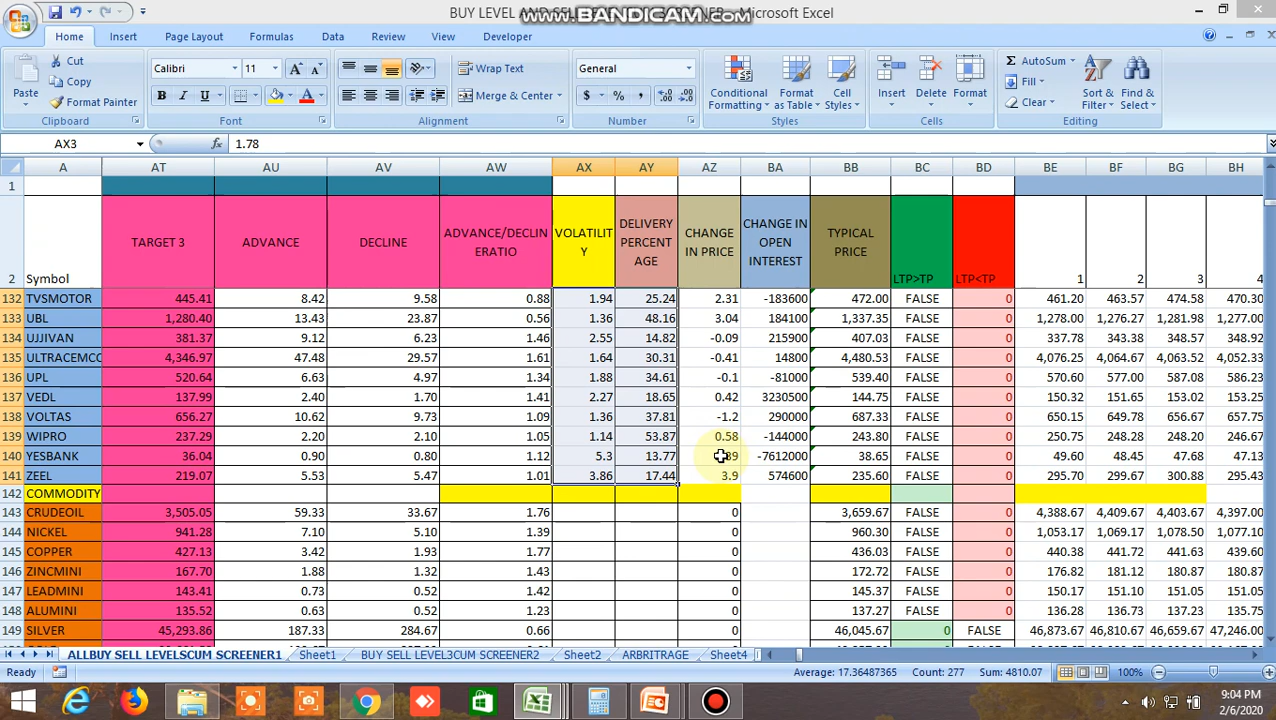 BUY LEVEL AND SELL
www.BANDICAM.com
NER - Microsoft Excel
Home Insert Page Layout Formulas Data Review View Developer
Paste
Cut
Copy
Format Painter
Clipboard
Calibri 11
B I U
Font
Wrap Text
Merge & Center
Alignment
General
$ % ,
Number
Conditional Formatting Format as Table Cell Styles
Styles
Insert Delete Format
Cells
AutoSum
Fill
Clear
Sort & Filter Find & Select
Editing
AX3 fx 1.78
A AT AU AV AW AX AY AZ BA BB BC BD BE BF BG BH
1
2 Symbol TARGET 3 ADVANCE DECLINE ADVANCE/DECLIN ERATIO VOLATILIT Y DELIVERY PERCENT AGE CHANGE IN PRICE CHANGE IN OPEN INTEREST TYPICAL PRICE LTP>TP LTP<TP 1 2 3 4
132 TVSMOTOR 445.41 8.42 9.58 0.88 1.94 25.24 2.31 -183600 472.00 FALSE 0 461.20 463.57 474.58 470.30
133 UBL 1,280.40 13.43 23.87 0.56 1.36 48.16 3.04 184100 1,337.35 FALSE 0 1,278.00 1,276.27 1,281.98 1,277.00
134 UJJIVAN 381.37 9.12 6.23 1.46 2.55 14.82 -0.09 215900 407.03 FALSE 0 337.78 343.38 348.97 348.92
135 ULTRACEMCO 4,346.97 47.48 29.57 1.61 1.64 30.31 -0.41 14800 4,480.53 FALSE 0 4,076.25 4,064.67 4,063.52 4,052.33
136 UPL 520.64 6.63 4.97 1.34 1.88 34.61 -0.1 -81000 539.40 FALSE 0 570.60 577.00 587.08 586.23
137 VEDL 137.99 2.40 1.70 1.41 2.27 18.65 0.42 3230500 144.75 FALSE 0 150.32 151.65 153.02 153.25
138 VOLTAS 656.27 10.62 9.73 1.09 1.36 37.81 -1.2 290000 687.33 FALSE 0 650.15 649.78 656.50 656.68
139 WIPRO 237.29 2.20 2.10 1.05 1.14 53.87 0.58 -144000 243.80 FALSE 0 250.75 248.28 248.20 246.40
140 YESBANK 36.04 0.90 0.80 1.12 5.3 13.77 -7612000 38.65 FALSE 0 49.60 48.45 47.68 47.12
141 ZEEL 219.07 5.53 5.47 1.01 3.86 17.44 3.9 574600 235.60 FALSE 0 295.70 299.67 300.88 295.43
142 COMMODITY
143 CRUDEOIL 3,505.05 59.33 33.67 1.76 0 3,659.67 FALSE 0 4,388.67 4,409.67 4,403.67 4,397.00
144 NICKEL 941.28 7.10 5.10 1.39 0 960.30 FALSE 0 1,053.17 1,069.17 1,078.50 1,077.10
145 COPPER 427.13 3.42 1.93 1.77 0 436.03 FALSE 0 438.38 441.72 441.63 439.60
146 ZINCMINI 167.70 1.88 1.32 1.43 0 172.72 FALSE 0 176.82 181.12 180.87 180.87
147 LEADMINI 143.41 0.73 0.52 1.42 0 145.37 FALSE 0 150.17 151.10 151.05 151.05
148 ALUMINI 135.52 0.63 0.52 1.23 0 137.27 FALSE 0 136.28 136.73 137.23 135.75
149 SILVER 45,293.86 187.33 284.67 0.66 0 46,045.67 0 FALSE 46,873.67 46,810.67 46,659.67 47,246.00
ALLBUY SELL LEVELSCUM SCREENER1 Sheet1 BUY SELL LEVEL3CUM SCREENER2 Sheet2 ARBRITRAGE Sheet4
Ready Average: 17.36487365 Count: 277 Sum: 4810.07 100%
9:04 PM
2/6/2020